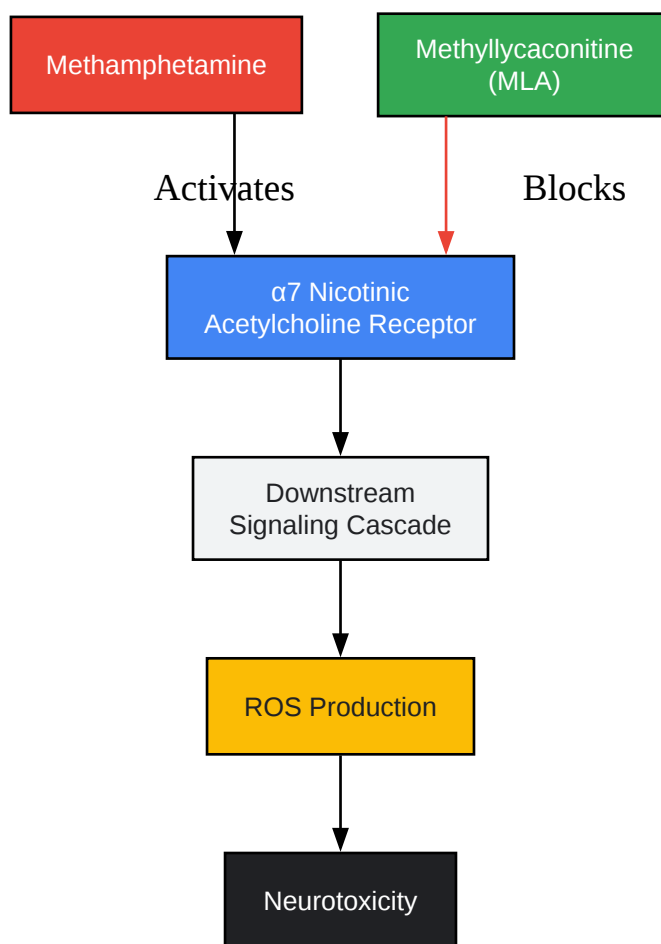 Methamphetamine
Methyllycaconitine
(MLA)
Activates
Blocks
α7 Nicotinic
Acetylcholine Receptor
Downstream
Signaling Cascade
ROS Production
Neurotoxicity